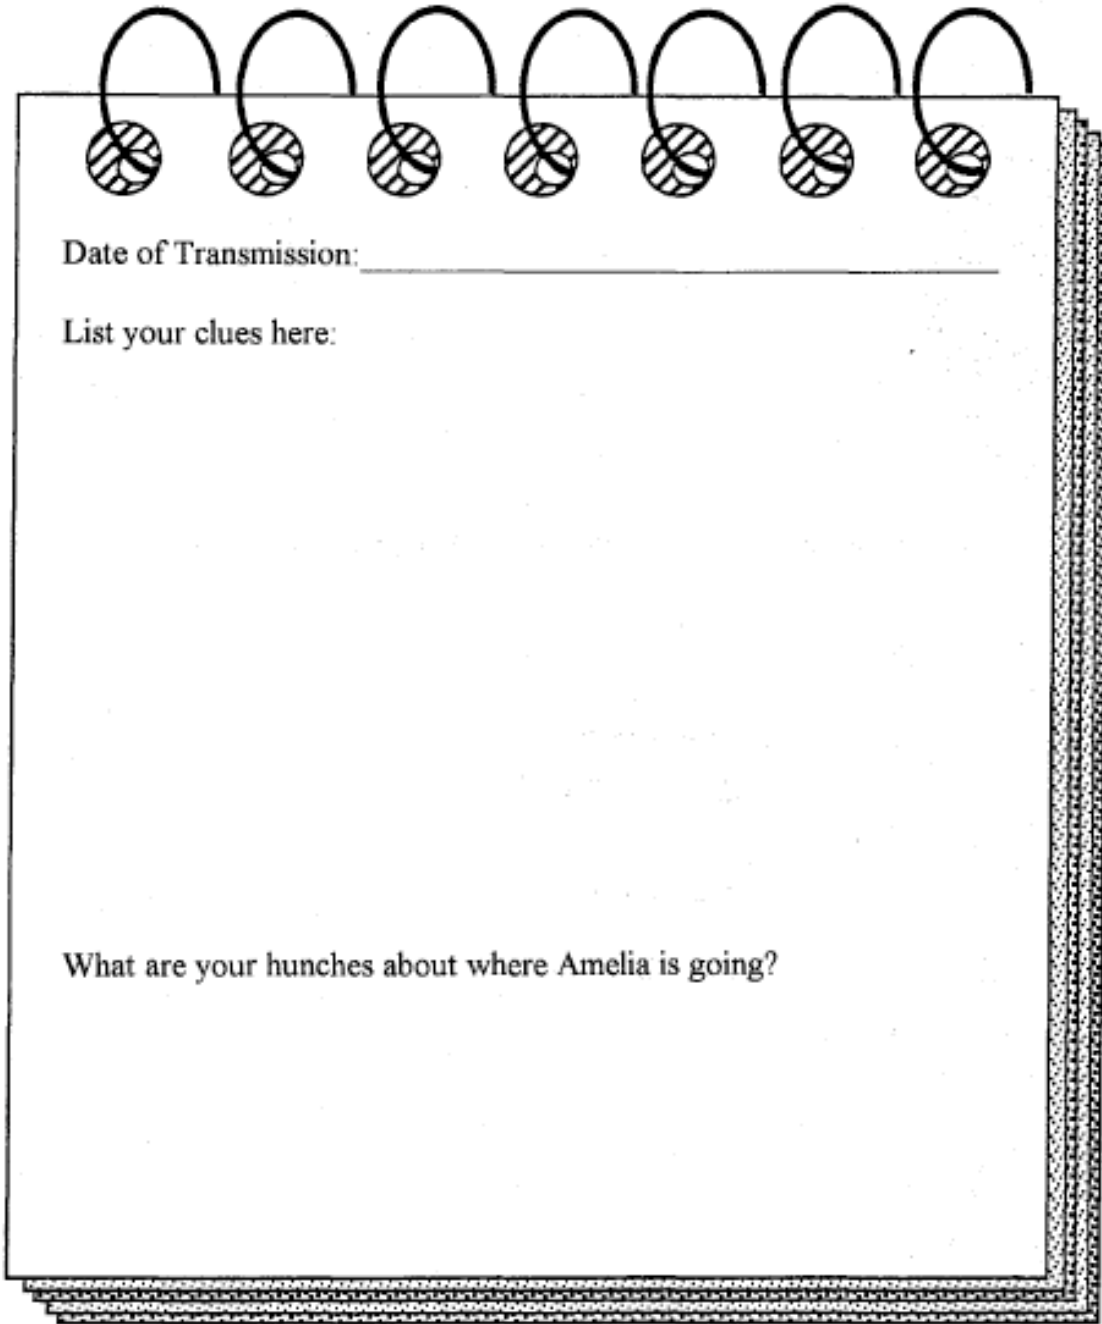 Date of Transmission:
List your clues here:
What are your hunches about where Amelia is going?